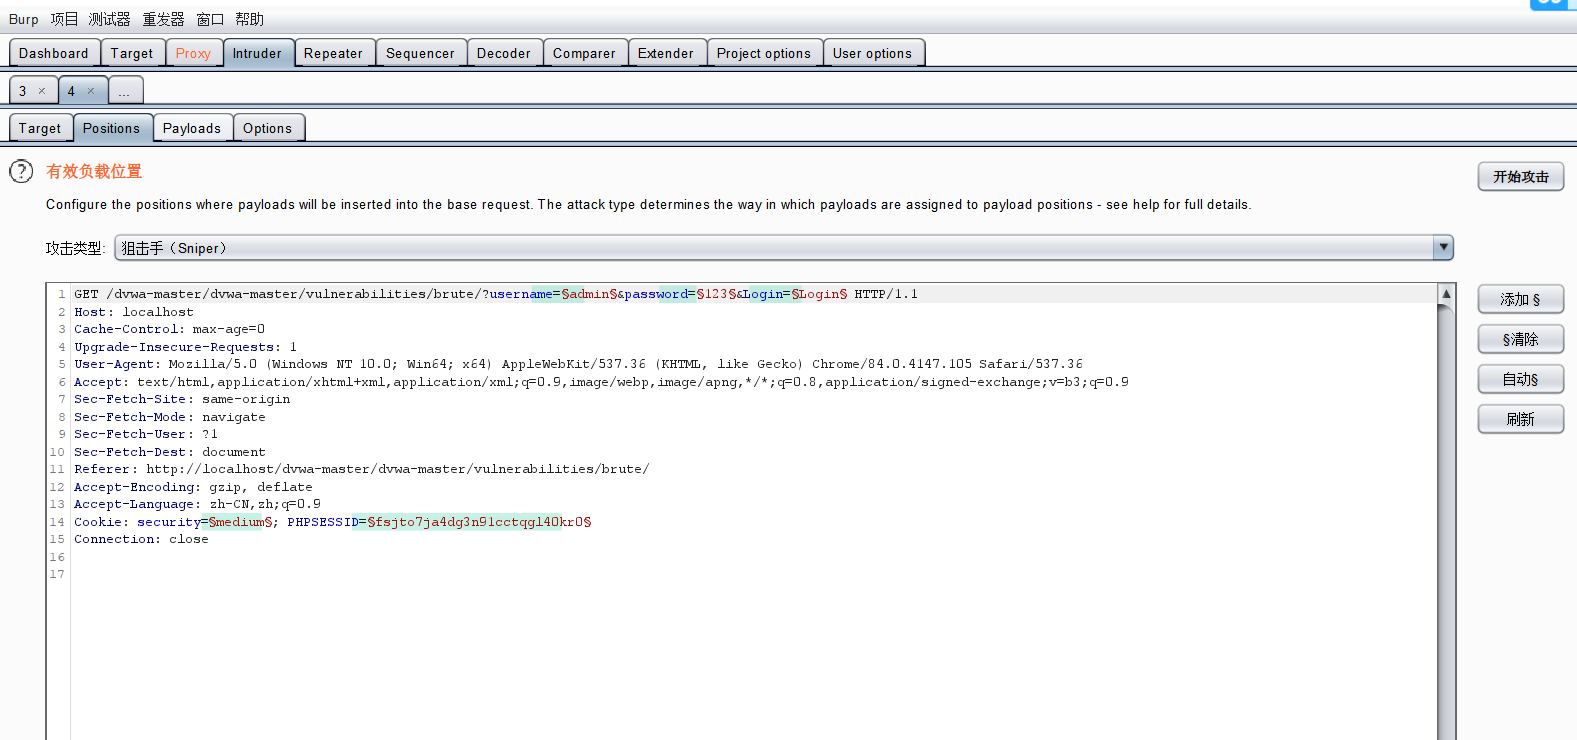 Burp 项目 测试器 重发器 窗口 帮助
Dashboard Target Proxy Intruder Repeater Sequencer Decoder Comparer Extender Project options User options
3 × 4 × ...
Target Positions Payloads Options
? 有效负载位置 开始攻击
Configure the positions where payloads will be inserted into the base request. The attack type determines the way in which payloads are assigned to payload positions - see help for full details.
攻击类型: 狙击手（Sniper）
1 GET /dvwa-master/dvwa-master/vulnerabilities/brute/?username=§admin§&password=§123§&Login=§Login§ HTTP/1.1
2 Host: localhost
3 Cache-Control: max-age=0
4 Upgrade-Insecure-Requests: 1
5 User-Agent: Mozilla/5.0 (Windows NT 10.0; Win64; x64) AppleWebKit/537.36 (KHTML, like Gecko) Chrome/84.0.4147.105 Safari/537.36
6 Accept: text/html,application/xhtml+xml,application/xml;q=0.9,image/webp,image/apng,*/*;q=0.8,application/signed-exchange;v=b3;q=0.9
7 Sec-Fetch-Site: same-origin
8 Sec-Fetch-Mode: navigate
9 Sec-Fetch-User: ?1
10 Sec-Fetch-Dest: document
11 Referer: http://localhost/dvwa-master/dvwa-master/vulnerabilities/brute/
12 Accept-Encoding: gzip, deflate
13 Accept-Language: zh-CN,zh;q=0.9
14 Cookie: security=§medium§; PHPSESSID=§fsjto7ja4dg3n91cctqgl40kr0§
15 Connection: close
16
17
添加 §
§清除
自动§
刷新